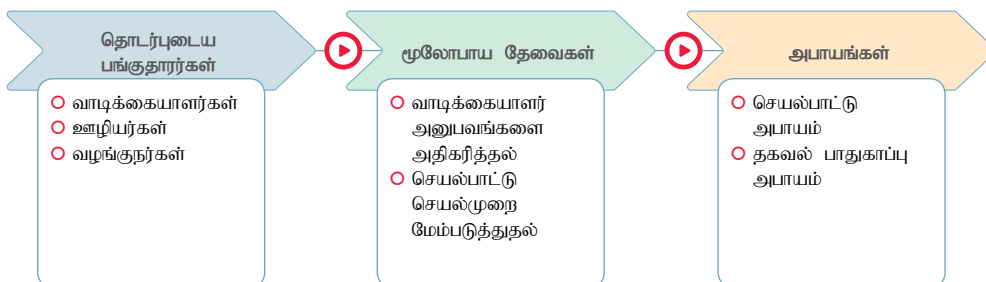 தொடர்புடைய
பங்குதாரர்கள்
வாடிக்கையாளர்கள்
ஊழியர்கள்
வழங்குநர்கள்
மூலோபாய தேவைகள்
வாடிக்கையாளர்
அனுபவங்களை
அதிகரித்தல்
செயல்பாட்டு
செயல்முறை
மேம்படுத்துதல்
அபாயங்கள்
செயல்பாட்டு
அபாயம்
தகவல் பாதுகாப்பு
அபாயம்